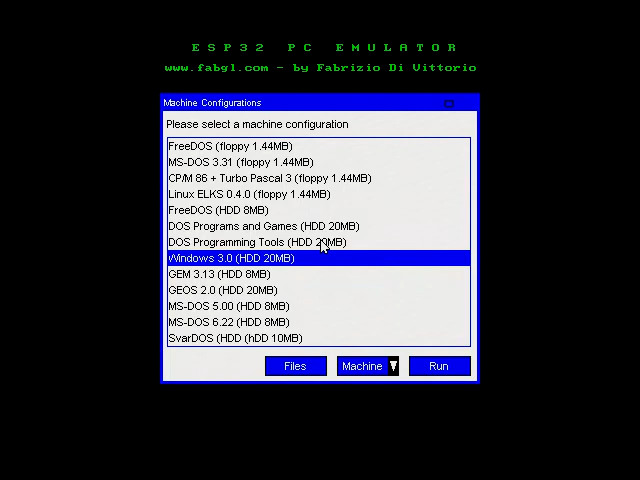 ESP32 PC EMULATOR
www.fabgl.com - by Fabrizio Di Vittorio
Machine Configurations
Please select a machine configuration
FreeDOS (floppy 1.44MB)
MS-DOS 3.31 (floppy 1.44MB)
CP/M 86 + Turbo Pascal 3 (floppy 1.44MB)
Linux ELKS 0.4.0 (floppy 1.44MB)
FreeDOS (HDD 8MB)
DOS Programs and Games (HDD 20MB)
DOS Programming Tools (HDD 20MB)
Windows 3.0 (HDD 20MB)
GEM 3.13 (HDD 8MB)
GEOS 2.0 (HDD 20MB)
MS-DOS 5.00 (HDD 8MB)
MS-DOS 6.22 (HDD 8MB)
SvarDOS (HDD (hDD 10MB)
Files Machine Run